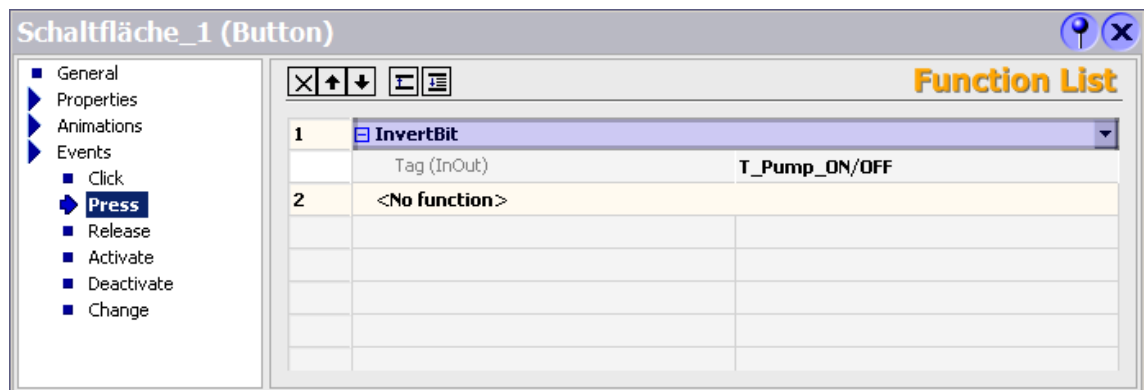 Schaltfläche_1 (Button)
General
Properties
Animations
Events
Click
Press
Release
Activate
Deactivate
Change
Function List
1 InvertBit
Tag (InOut) T_Pump_ON/OFF
2 <No function>